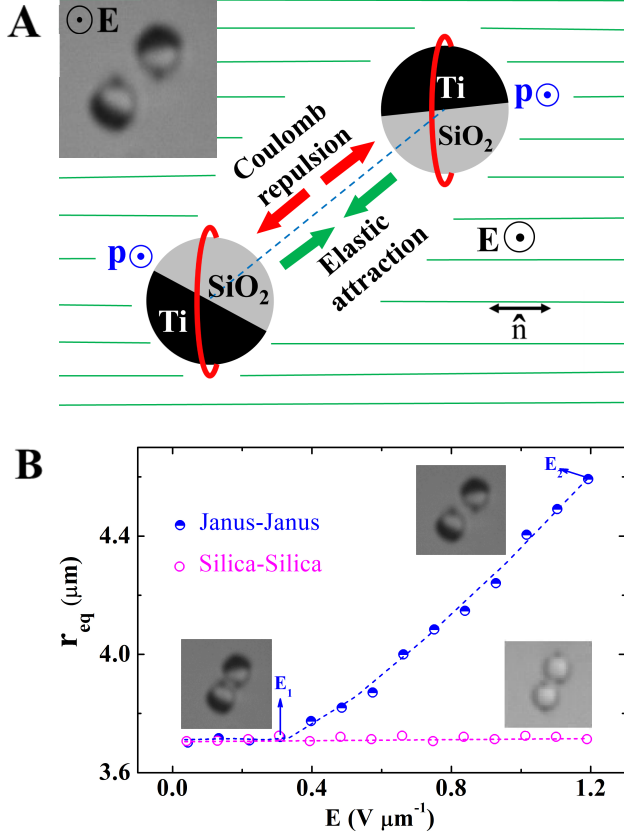 A
⊙ E
Ti
SiO₂
p⊙
Coulomb
repulsion
Elastic
attraction
E⊙
p⊙
SiO₂
Ti
n̂
B
Janus-Janus
Silica-Silica
E₂
E₁
r_eq (μm)
4.4
4.0
3.6
0.0 0.4 0.8 1.2
E (V μm⁻¹)